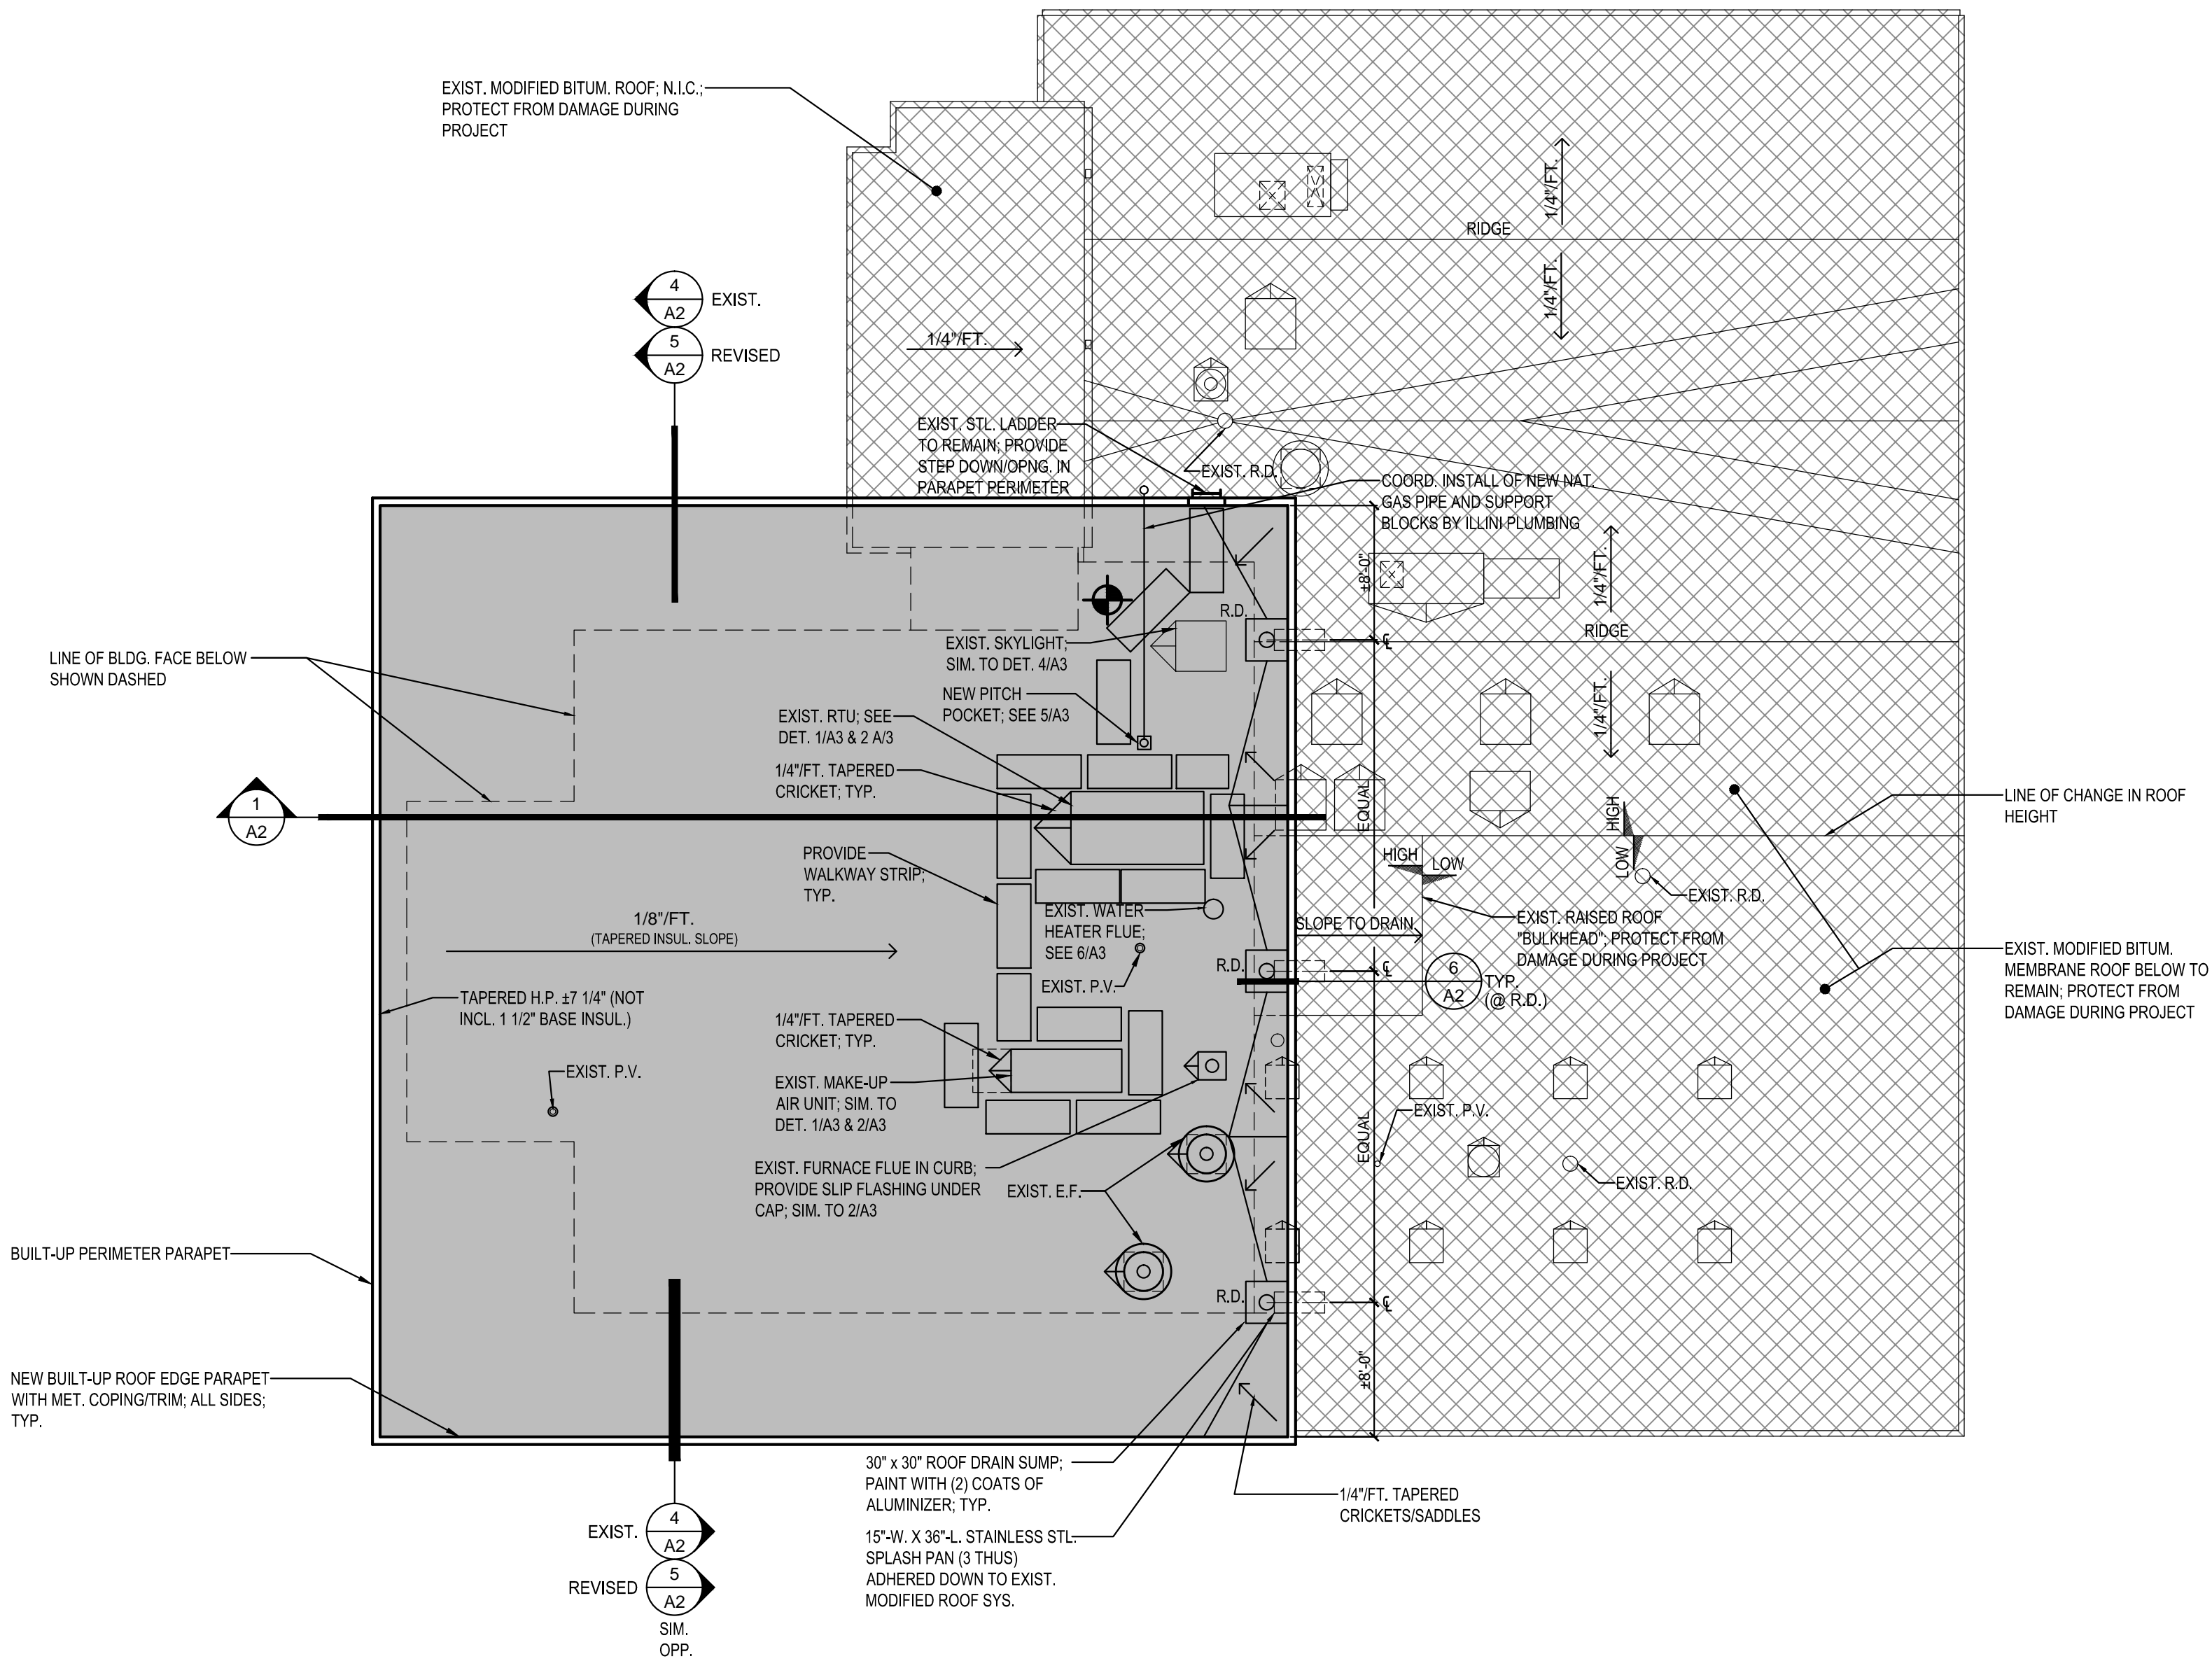 EXIST. MODIFIED BITUM. ROOF; N.I.C.;
PROTECT FROM DAMAGE DURING
PROJECT
1/4"/FT.
RIDGE
1/4"/FT.
4
A2
EXIST.
5
A2
REVISED
1/4"/FT.
EXIST. STL. LADDER
TO REMAIN; PROVIDE
STEP DOWN/OPNG. IN
PARAPET PERIMETER
EXIST. R.D.
COORD. INSTALL OF NEW NAT.
GAS PIPE AND SUPPORT
BLOCKS BY ILLINI PLUMBING
±8'-0"
1/4"/FT.
RIDGE
1/4"/FT.
R.D.
℄
EXIST. SKYLIGHT;
SIM. TO DET. 4/A3
LINE OF BLDG. FACE BELOW
SHOWN DASHED
NEW PITCH
POCKET; SEE 5/A3
EXIST. RTU; SEE
DET. 1/A3 & 2 A/3
1/4"/FT. TAPERED
CRICKET; TYP.
1
A2
EQUAL
HIGH
LOW
LINE OF CHANGE IN ROOF
HEIGHT
PROVIDE
WALKWAY STRIP;
TYP.
HIGH
LOW
EXIST. R.D.
1/8"/FT.
(TAPERED INSUL. SLOPE)
EXIST. WATER
HEATER FLUE;
SEE 6/A3
SLOPE TO DRAIN
EXIST. RAISED ROOF
"BULKHEAD"; PROTECT FROM
DAMAGE DURING PROJECT
EXIST. MODIFIED BITUM.
MEMBRANE ROOF BELOW TO
REMAIN; PROTECT FROM
DAMAGE DURING PROJECT
R.D.
℄
6
A2
TYP.
(@ R.D.)
EXIST. P.V.
TAPERED H.P. ±7 1/4" (NOT
INCL. 1 1/2" BASE INSUL.)
1/4"/FT. TAPERED
CRICKET; TYP.
EXIST. P.V.
EXIST. MAKE-UP
AIR UNIT; SIM. TO
DET. 1/A3 & 2/A3
EQUAL
EXIST. P.V.
EXIST. FURNACE FLUE IN CURB;
PROVIDE SLIP FLASHING UNDER
CAP; SIM. TO 2/A3
EXIST. E.F.
EXIST. R.D.
BUILT-UP PERIMETER PARAPET
R.D.
℄
±8'-0"
NEW BUILT-UP ROOF EDGE PARAPET
WITH MET. COPING/TRIM; ALL SIDES;
TYP.
30" x 30" ROOF DRAIN SUMP;
PAINT WITH (2) COATS OF
ALUMINIZER; TYP.
1/4"/FT. TAPERED
CRICKETS/SADDLES
15"-W. X 36"-L. STAINLESS STL.
SPLASH PAN (3 THUS)
ADHERED DOWN TO EXIST.
MODIFIED ROOF SYS.
EXIST.
4
A2
REVISED
5
A2
SIM.
OPP.